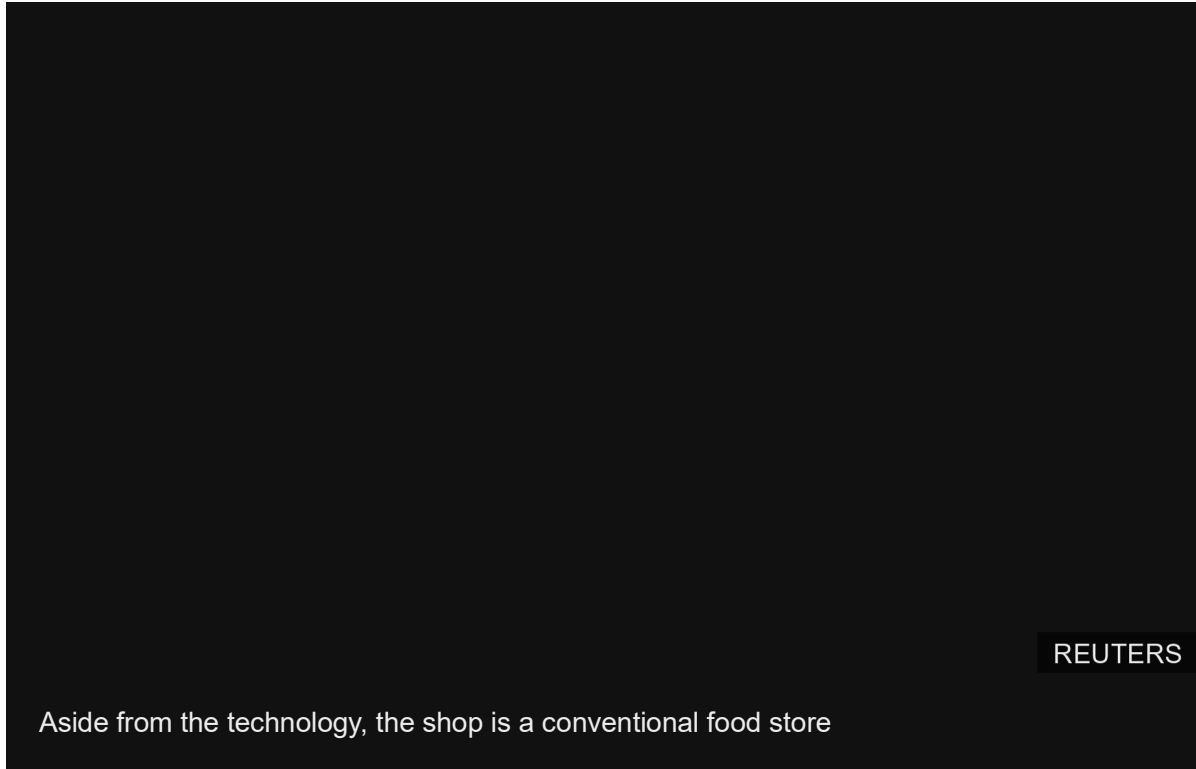 REUTERS
Aside from the technology, the shop is a conventional food store